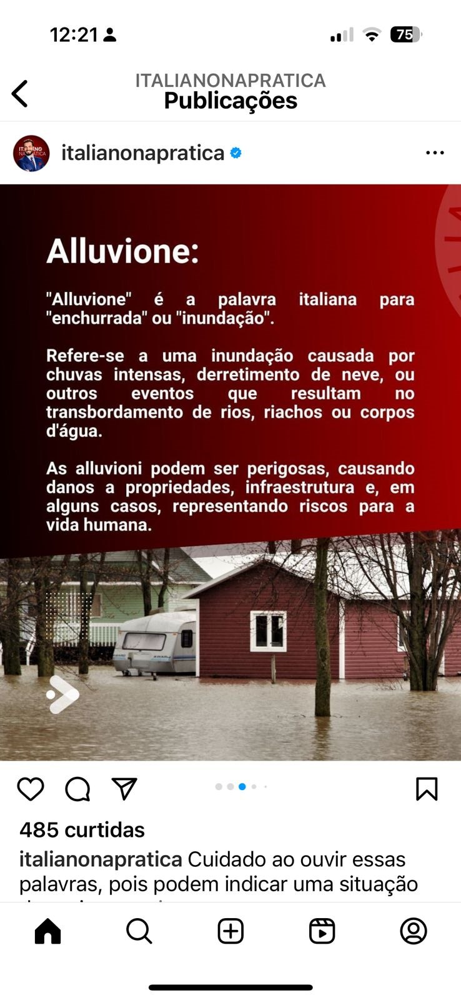 12:21
75
ITALIANONAPRATICA
Publicações
italianonapratica
Alluvione:
"Alluvione" é a palavra italiana para
"enchurrada" ou "inundação".
Refere-se a uma inundação causada por
chuvas intensas, derretimento de neve, ou
outros eventos que resultam no
transbordamento de rios, riachos ou corpos
d'água.
As alluvioni podem ser perigosas, causando
danos a propriedades, infraestrutura e, em
alguns casos, representando riscos para a
vida humana.
485 curtidas
italianonapratica Cuidado ao ouvir essas
palavras, pois podem indicar uma situação